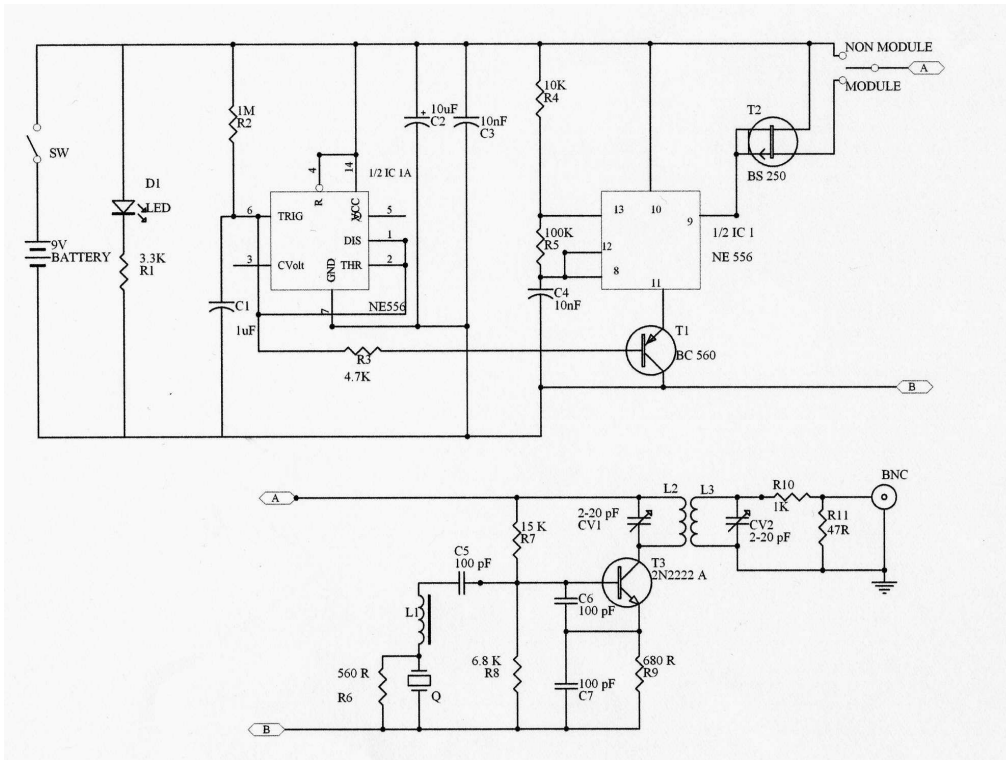 NON MODULE
A
MODULE
SW
9V
BATTERY
D1
LED
3.3K
R1
1M
R2
C1
1uF
4
14
R
VCC
6
TRIG
5
DIS
1
3
CVolt
THR
2
GND
7
1/2 IC 1A
NE556
10uF
+
C2
10nF
C3
R3
4.7K
10K
R4
100K
R5
C4
10nF
13
10
9
12
8
11
1/2 IC 1
NE 556
T2
BS 250
T1
BC 560
B
A
15 K
R7
C5
100 pF
L1
560 R
R6
Q
6.8 K
R8
C6
100 pF
100 pF
C7
680 R
R9
T3
2N2222 A
2-20 pF
CV1
L2
L3
CV2
2-20 pF
R10
1K
R11
47R
BNC
B